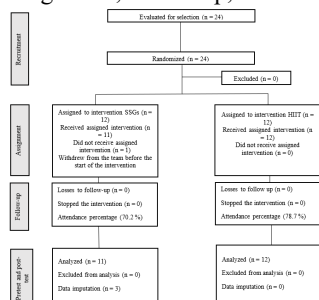 Recruitment
Evaluated for selection (n = 24)
Randomized (n = 24)
Excluded (n = 0)
Assignment
Assigned to intervention SSGs (n =
12)
Received assigned intervention (n
= 11)
Did not receive assigned
intervention (n = 1)
Withdrew from the team before the
start of the intervention
Assigned to intervention HIIT (n =
12)
Received assigned intervention (n =
12)
Did not receive assigned
intervention (n = 0)
Follow-up
Losses to follow-up (n = 0)
Stopped the intervention (n = 0)
Attendance percentage (70.2 %)
Losses to follow up (n = 0)
Stopped the intervention (n = 0)
Attendance percentage (78.7 %)
Pretest and post-
test
Analyzed (n = 11)
Excluded from analysis (n = 0)
Data imputation (n = 3)
Analyzed (n = 12)
Excluded from analysis (n = 0)
Data imputation (n = 0)